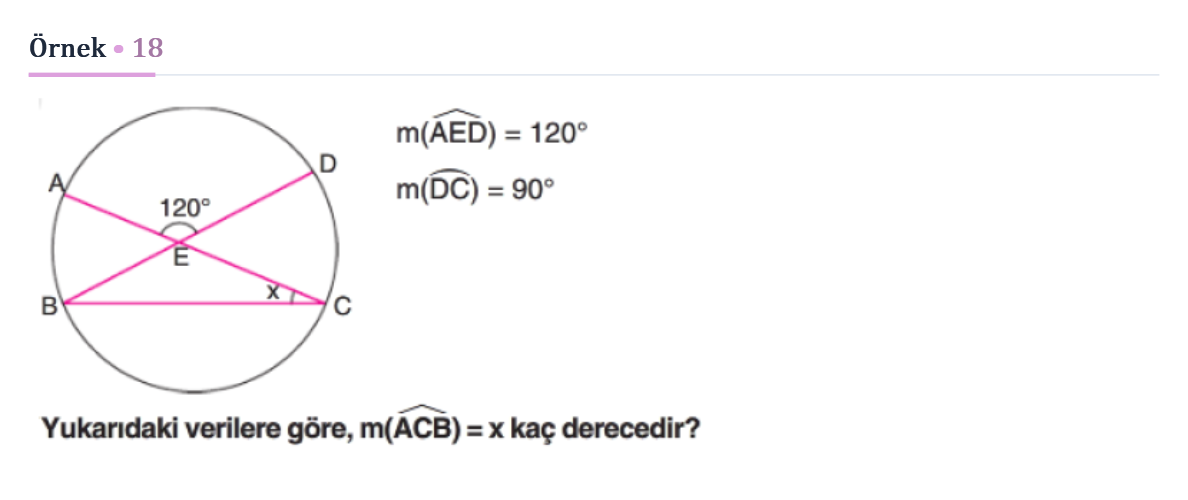 Örnek • 18
m(AED) = 120°
m(DC) = 90°
A
D
120°
E
B
x
C
Yukarıdaki verilere göre, m(ACB) = x kaç derecedir?